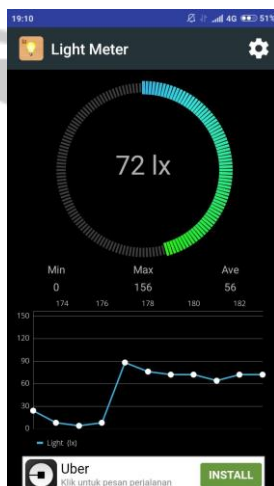 19:10 4G 51%
Light Meter
72 lx
Min Max Ave
0 156 56
174 176 178 180 182
150
120
90
60
30
0
Light (lx)
Uber
Klik untuk pesan perjalanan
INSTALL